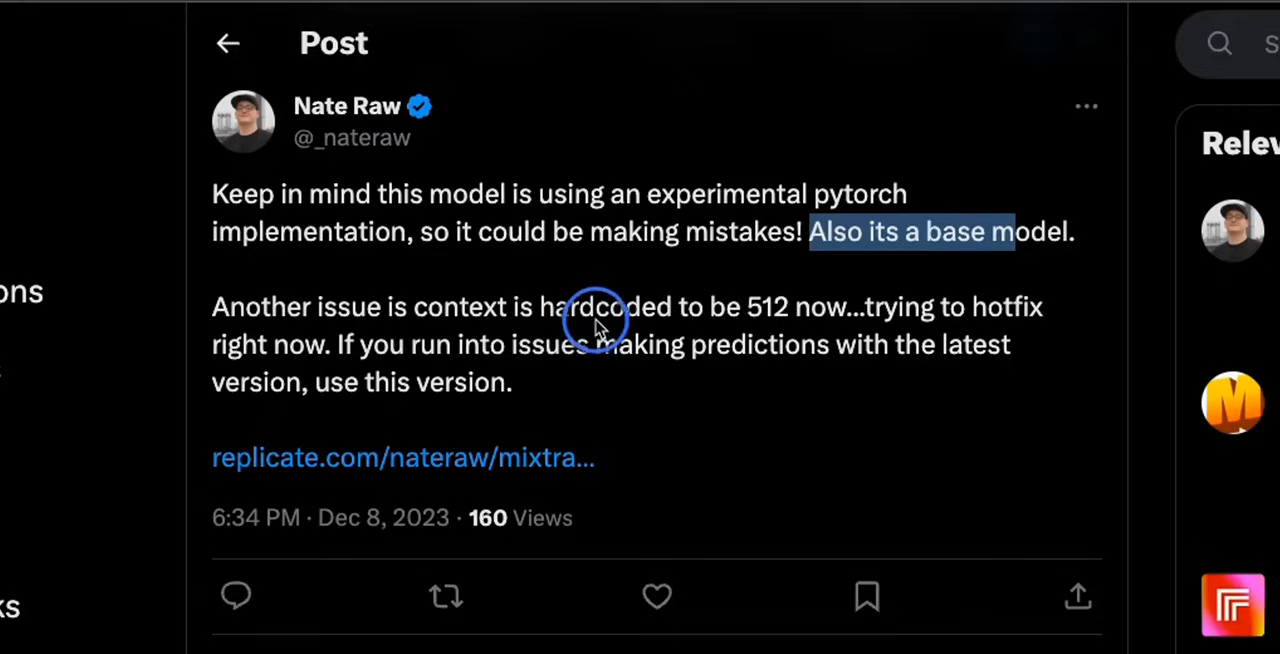 Post
Nate Raw
@_nateraw
Keep in mind this model is using an experimental pytorch
implementation, so it could be making mistakes! Also its a base model.
Another issue is context is hardcoded to be 512 now...trying to hotfix
right now. If you run into issues making predictions with the latest
version, use this version.
replicate.com/nateraw/mixtra...
6:34 PM · Dec 8, 2023 · 160 Views
S
Relev
ons
ks